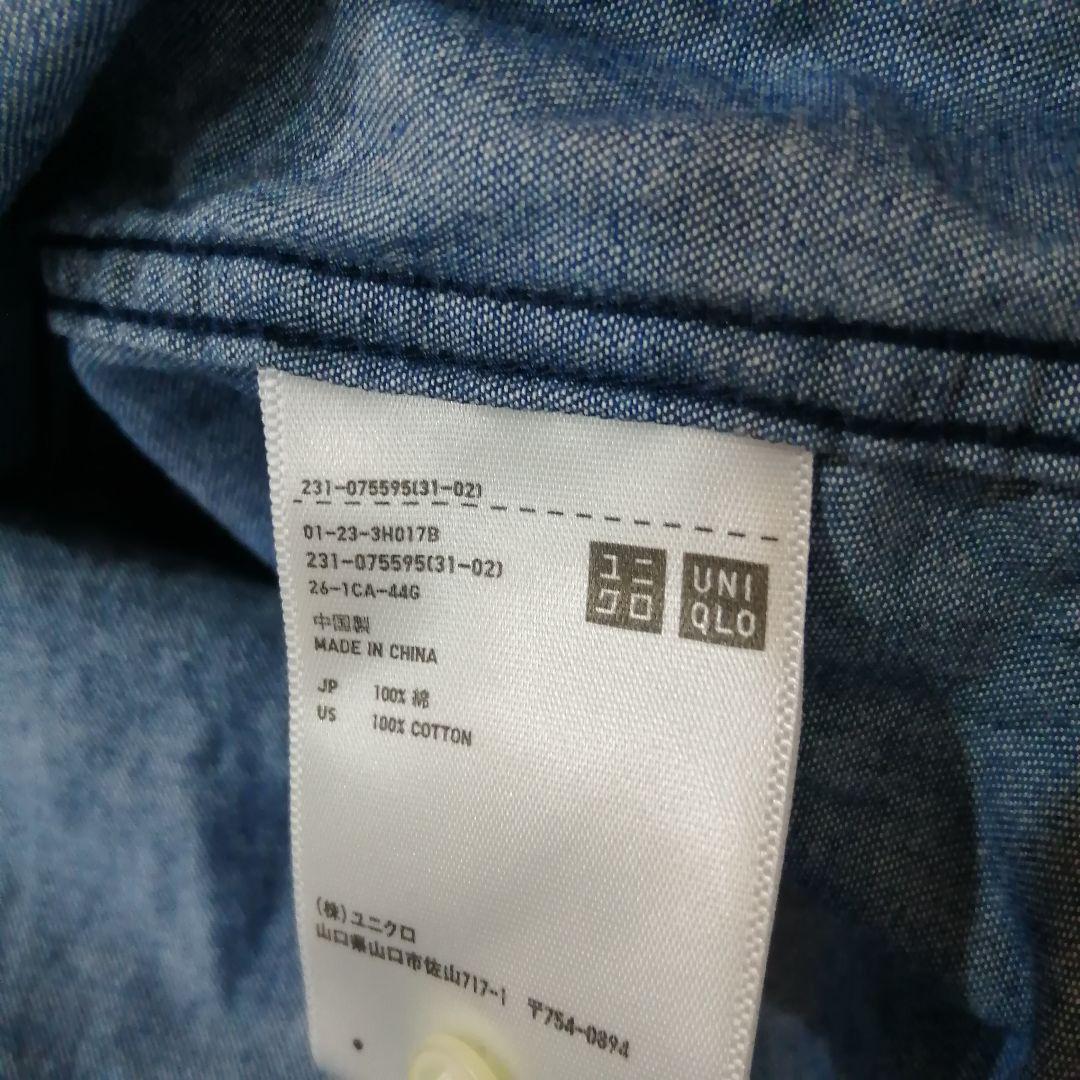 231-075595(31-02)
01-23-3H017B
231-075595(31-02)
26-1CA-44G
ユニ
クロ
UNI
QLO
中国製
MADE IN CHINA
JP 100% 綿
US 100% COTTON
(株)ユニクロ
山口県山口市佐山717-1 〒754-0894